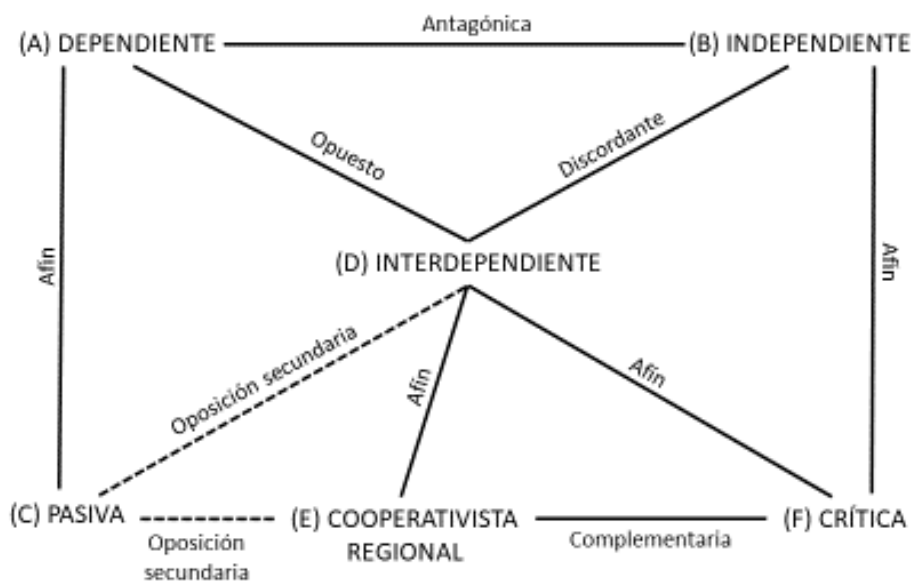 Antagónica
(A) DEPENDIENTE
(B) INDEPENDIENTE
Opuesto
Discordante
Afín
Afín
(D) INTERDEPENDIENTE
Oposición secundaria
Afín
Afín
(C) PASIVA
(E) COOPERATIVISTA
REGIONAL
(F) CRÍTICA
Oposición
secundaria
Complementaria